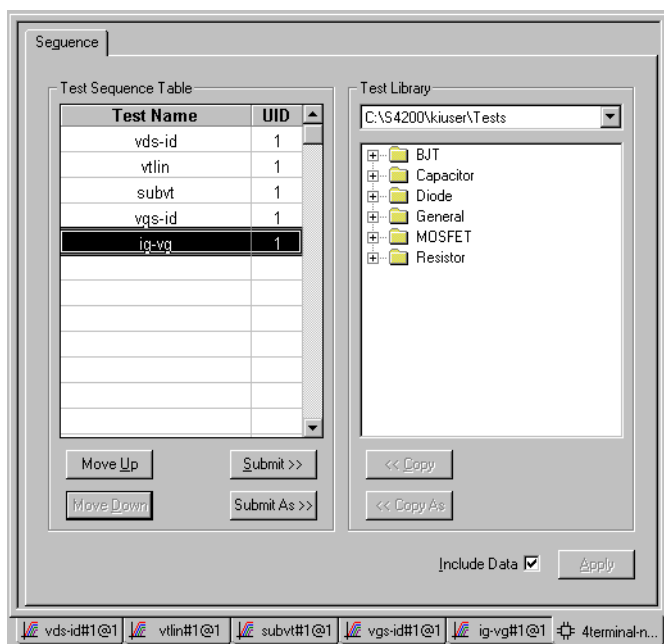 Sequence
Test Sequence Table
Test Name UID
vds-id 1
vtlin 1
subvt 1
vgs-id 1
ig-vg 1
Move Up
Submit >>
Move Down
Submit As >>
Test Library
C:\S4200\kiuser\Tests
BJT
Capacitor
Diode
General
MOSFET
Resistor
<< Copy
<< Copy As
Include Data
Apply
vds-id#1@1 vtlin#1@1 subvt#1@1 vgs-id#1@1 ig-vg#1@1 4terminal-n...